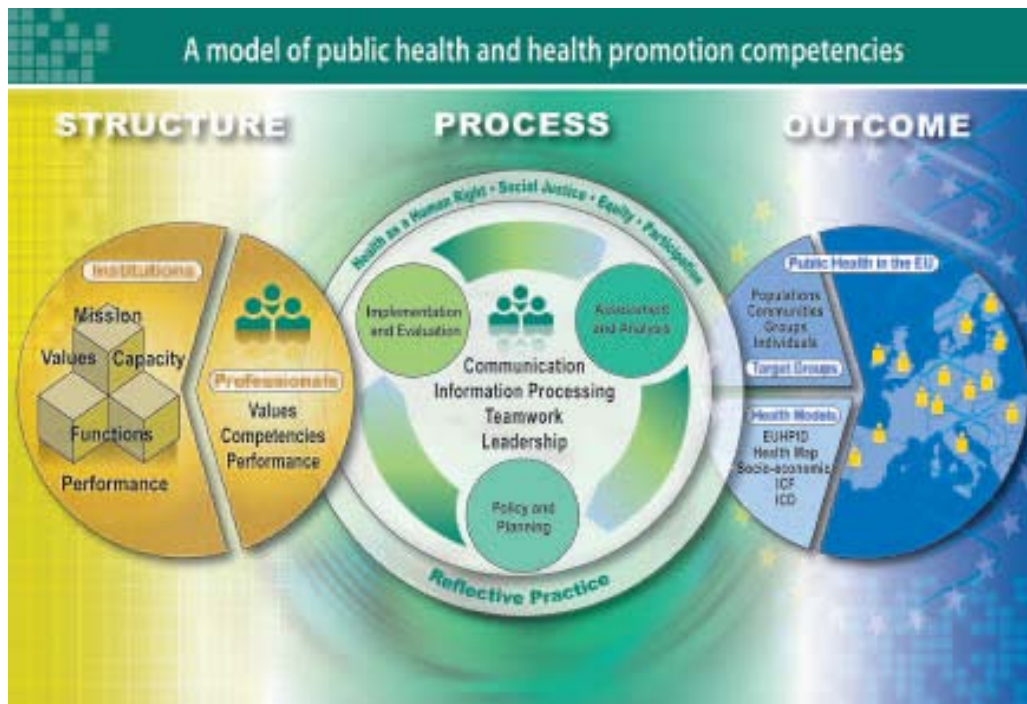 A model of public health and health promotion competencies
STRUCTURE
PROCESS
OUTCOME
Institutions
Mission
Values
Capacity
Functions
Performance
Professionals
Values
Competencies
Performance
Health as a Human Right • Social Justice • Equity • Participation
Implementation
and Evaluation
Assessment
and Analysis
Communication
Information Processing
Teamwork
Leadership
Policy and
Planning
Reflective Practice
Public Health in the EU
Populations
Communities
Groups
Individuals
Target Groups
Health Models
EUHPID
Health Map
Socio-economic
ICF
ICD